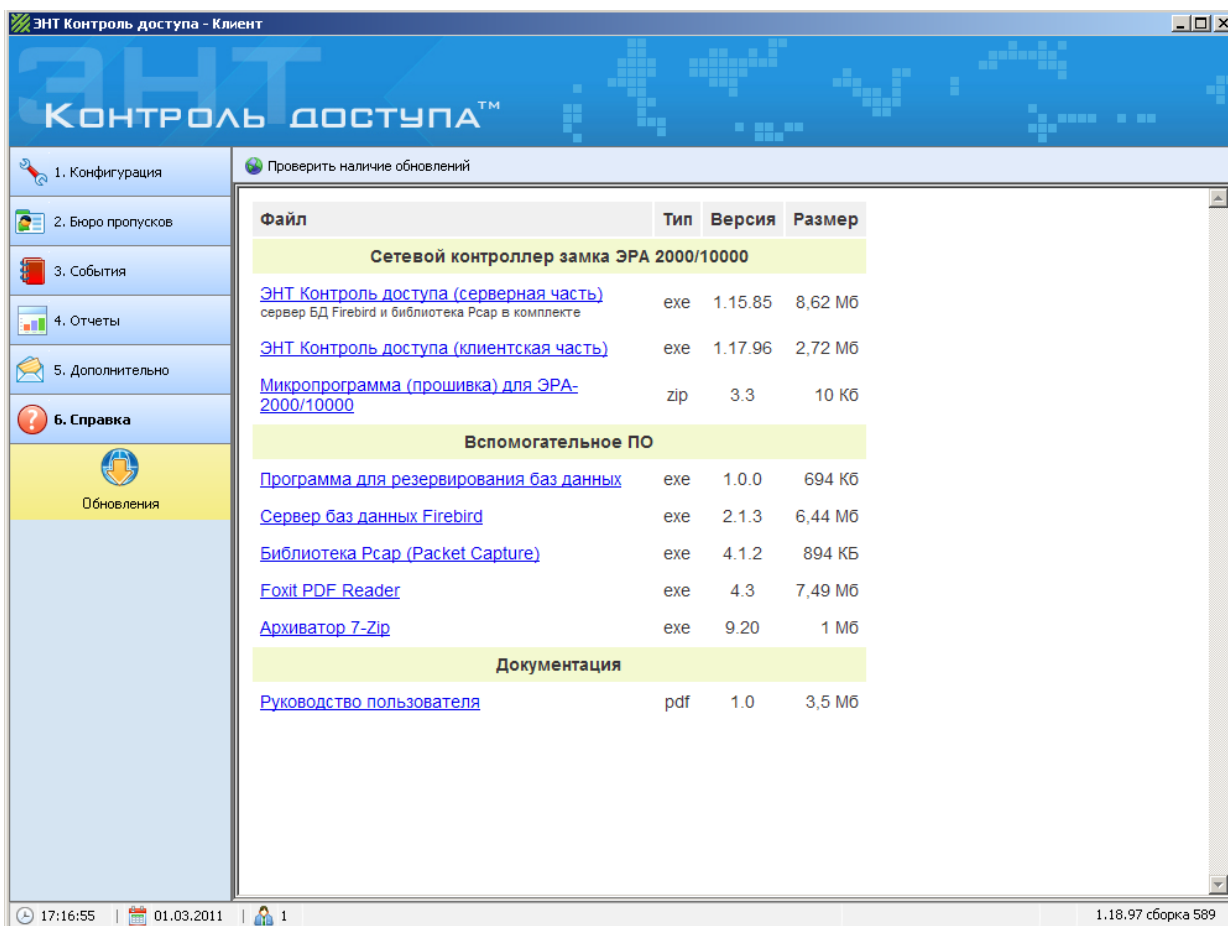 ЭНТ Контроль доступа - Клиент
ЭНТ
Контроль доступа™
1. Конфигурация
2. Бюро пропусков
3. События
4. Отчеты
5. Дополнительно
6. Справка
Обновления
Проверить наличие обновлений
Файл Тип Версия Размер
Сетевой контроллер замка ЭРА 2000/10000
ЭНТ Контроль доступа (серверная часть) exe 1.15.85 8,62 Мб
сервер БД Firebird и библиотека Pcap в комплекте
ЭНТ Контроль доступа (клиентская часть) exe 1.17.96 2,72 Мб
Микропрограмма (прошивка) для ЭРА-
2000/10000 zip 3.3 10 Кб
Вспомогательное ПО
Программа для резервирования баз данных exe 1.0.0 694 Кб
Сервер баз данных Firebird exe 2.1.3 6,44 Мб
Библиотека Pcap (Packet Capture) exe 4.1.2 894 КБ
Foxit PDF Reader exe 4.3 7,49 Мб
Архиватор 7-Zip exe 9.20 1 Мб
Документация
Руководство пользователя pdf 1.0 3,5 Мб
17:16:55 | 01.03.2011 | 1 1.18.97 сборка 589